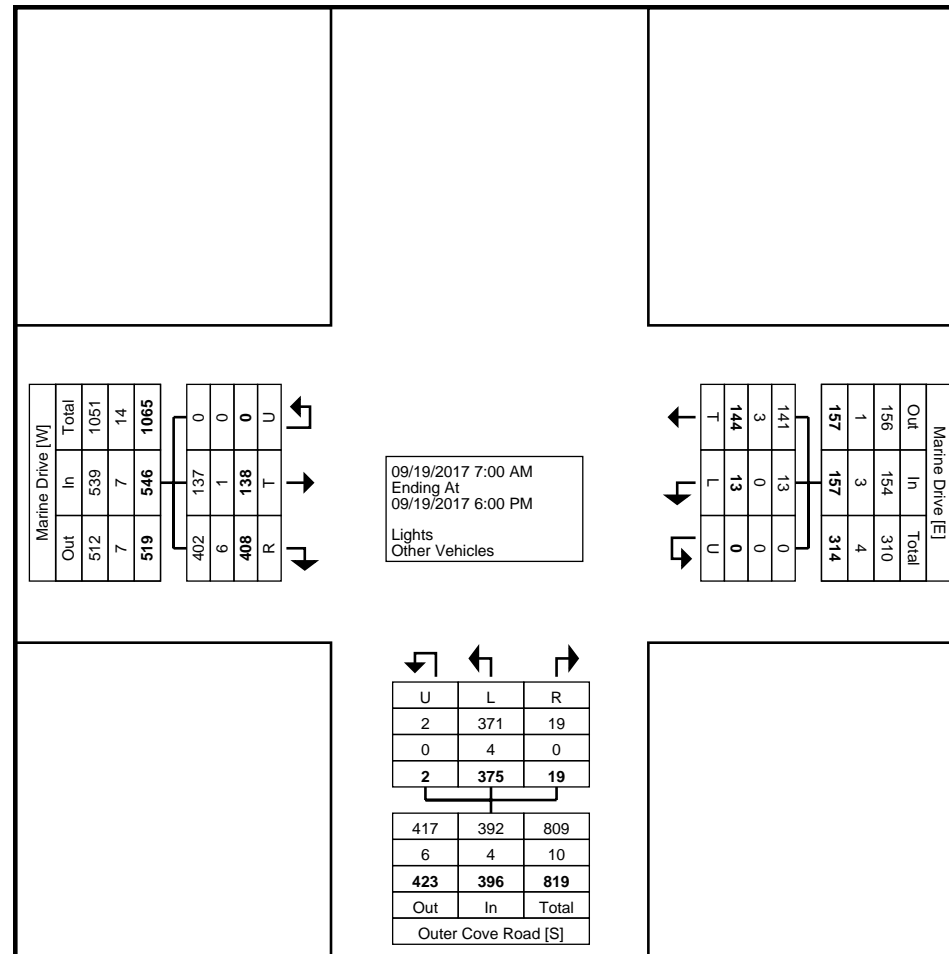 Marine Drive [W]
Total 1051 14 1065
In 539 7 546
Out 512 7 519
0 0 0 U
137 1 138 T
402 6 408 R
09/19/2017 7:00 AM
Ending At
09/19/2017 6:00 PM
Lights
Other Vehicles
Marine Drive [E]
Out In Total
156 154 310
1 3 4
157 157 314
141 13 0
3 0 0
144 13 0
T L U
U L R
2 371 19
0 4 0
2 375 19
417 392 809
6 4 10
423 396 819
Out In Total
Outer Cove Road [S]